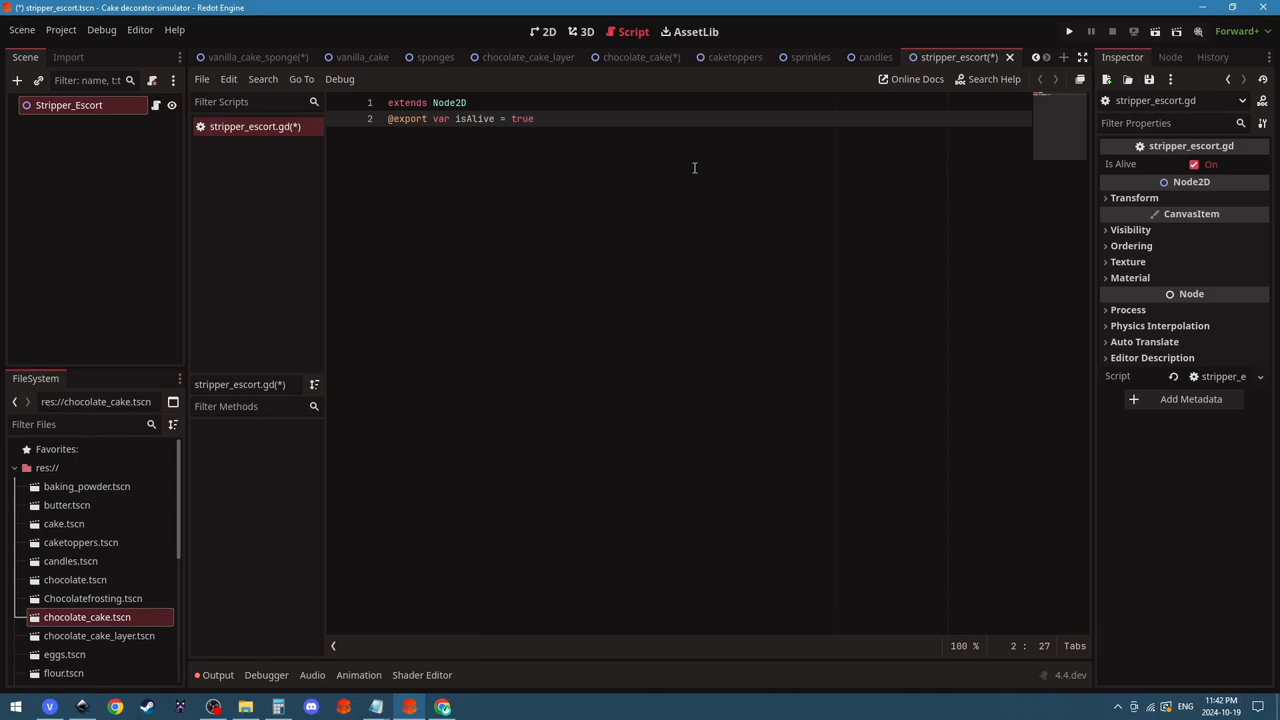 (*) stripper_escort.tscn - Cake decorator simulator - Redot Engine
Scene Project Debug Editor Help
2D 3D Script AssetLib
Forward+
Scene Import
vanilla_cake_sponge(*) vanilla_cake sponges chocolate_cake_layer chocolate_cake(*) caketoppers sprinkles candles stripper_escort(*)
Inspector Node History
Filter: name, t:t
File Edit Search Go To Debug
Online Docs Search Help
Stripper_Escort
Filter Scripts
stripper_escort.gd(*)
1 extends Node2D
2 @export var isAlive = true
stripper_escort.gd(*)
Filter Methods
stripper_escort.gd
Filter Properties
stripper_escort.gd
Is Alive On
Node2D
Transform
CanvasItem
Visibility
Ordering
Texture
Material
Node
Process
Physics Interpolation
Auto Translate
Editor Description
Script stripper_e
Add Metadata
FileSystem
res://chocolate_cake.tscn
Filter Files
Favorites:
res://
baking_powder.tscn
butter.tscn
cake.tscn
caketoppers.tscn
candles.tscn
chocolate.tscn
Chocolatefrosting.tscn
chocolate_cake.tscn
chocolate_cake_layer.tscn
eggs.tscn
flour.tscn
100 % 2 : 27 Tabs
Output Debugger Audio Animation Shader Editor
4.4.dev
ENG
11:42 PM
2024-10-19